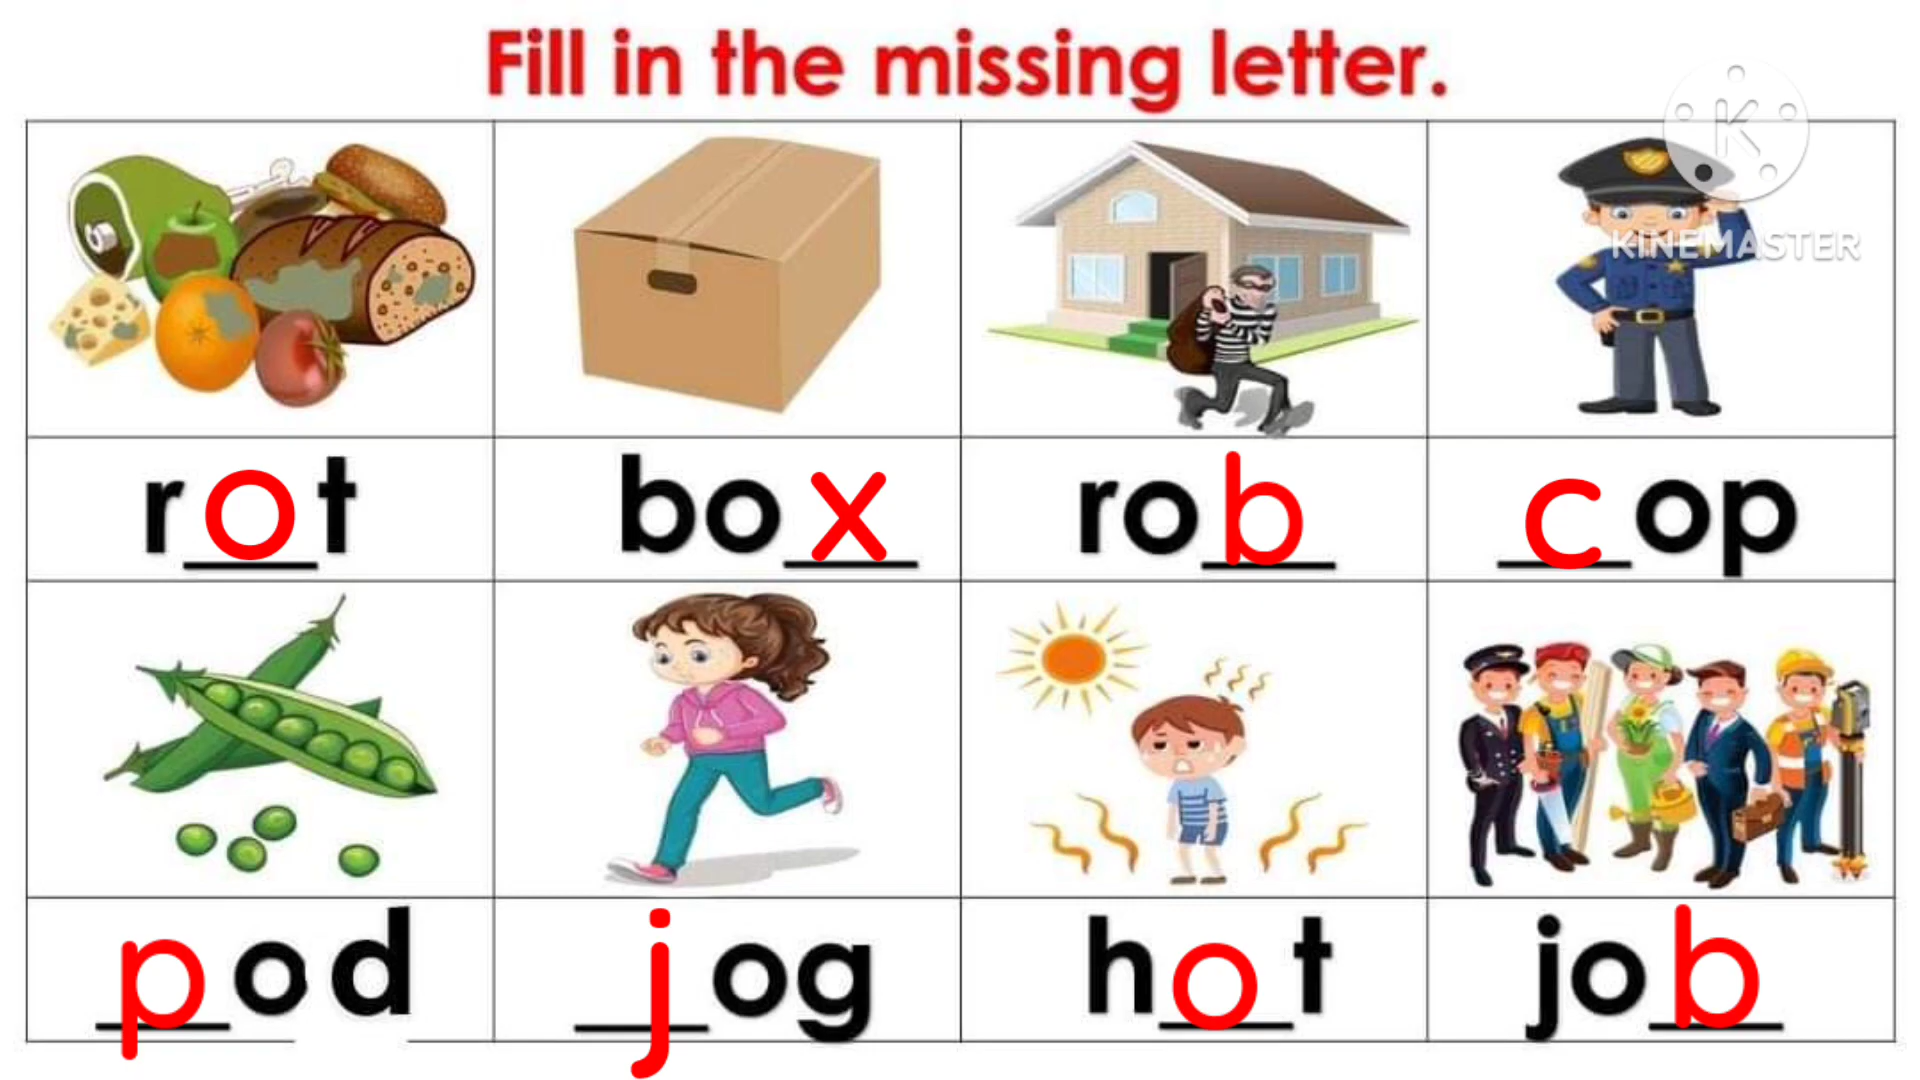 Fill in the missing letter.
K
KINEMASTER
rot
box
rob
cop
pod
jog
hot
job